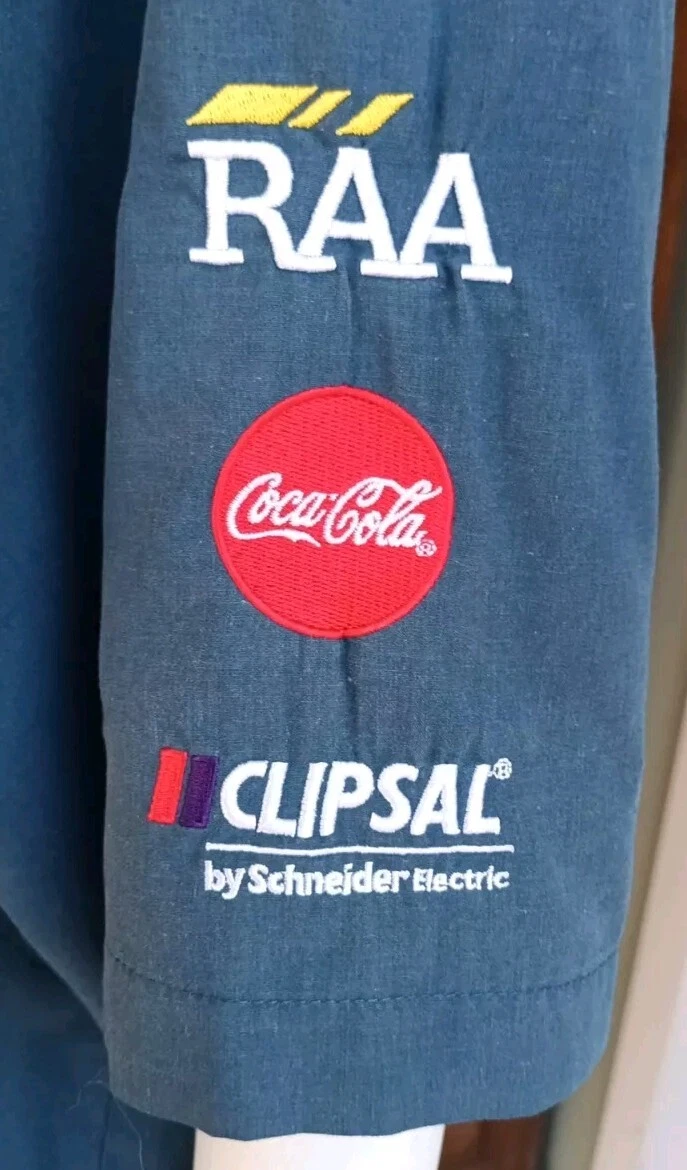 RAA
Coca-Cola®
CLIPSAL®
by Schneider Electric